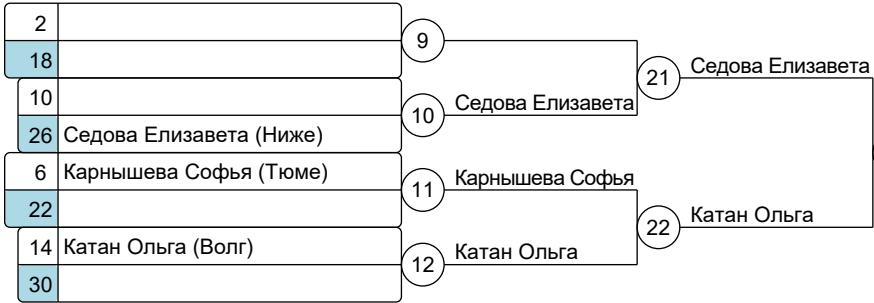 2
9
18
21 Седова Елизавета
10
10 Седова Елизавета
26 Седова Елизавета (Ниже)
6 Карнышева Софья (Тюме)
11 Карнышева Софья
22
22 Катан Ольга
14 Катан Ольга (Волг)
12 Катан Ольга
30